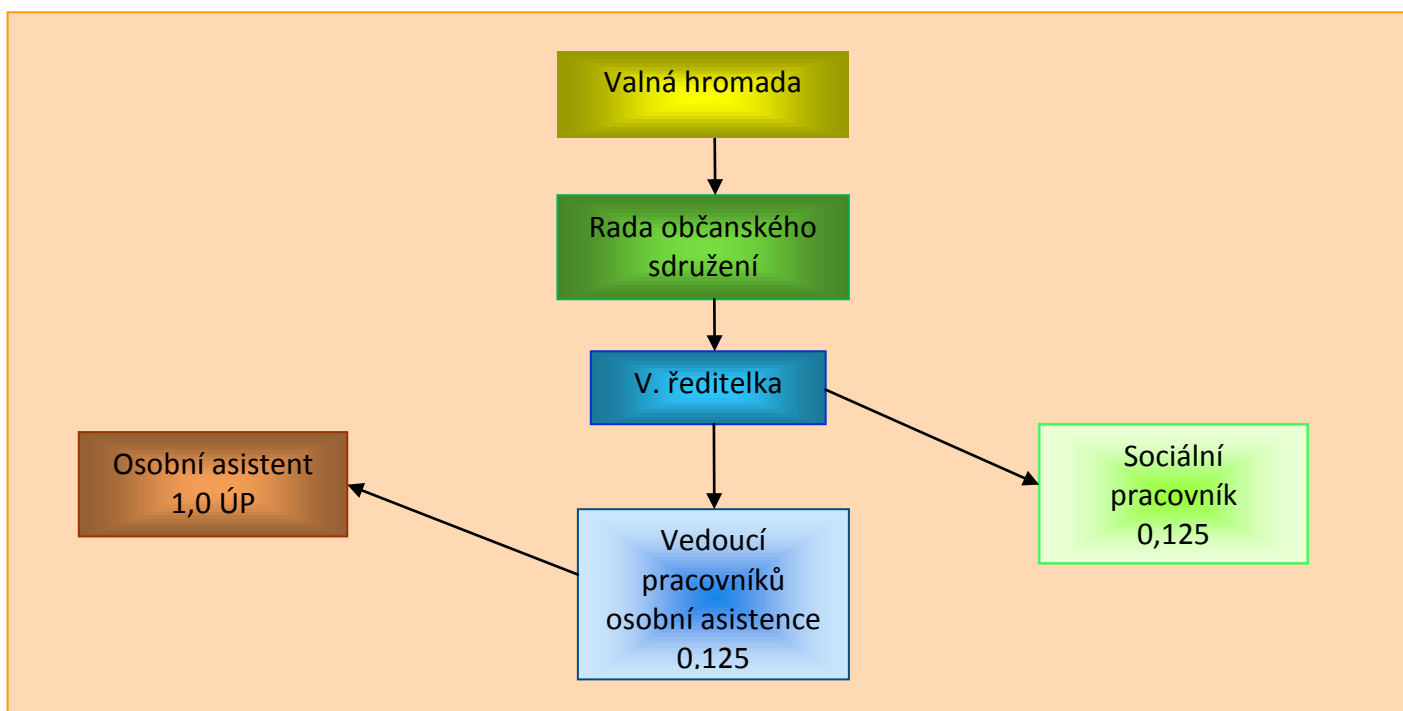 Valná hromada
Rada občanského
sdružení
V. ředitelka
Osobní asistent
1,0 ÚP
Sociální
pracovník
0,125
Vedoucí
pracovníků
osobní asistence
0,125